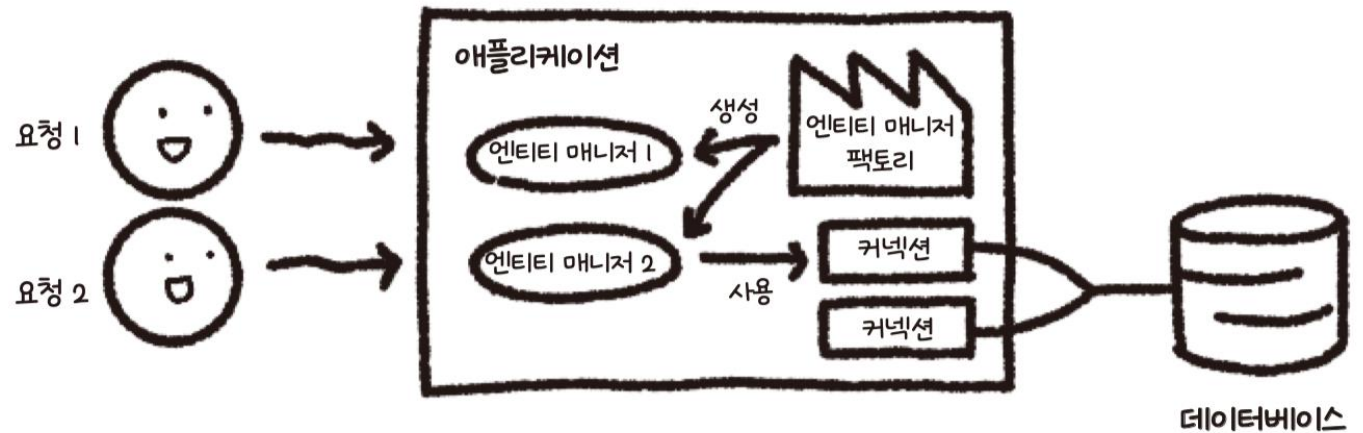 애플리케이션
요청 1
생성
엔티티 매니저 1
엔티티 매니저
팩토리
요청 2
엔티티 매니저 2
사용
커넥션
커넥션
데이터베이스